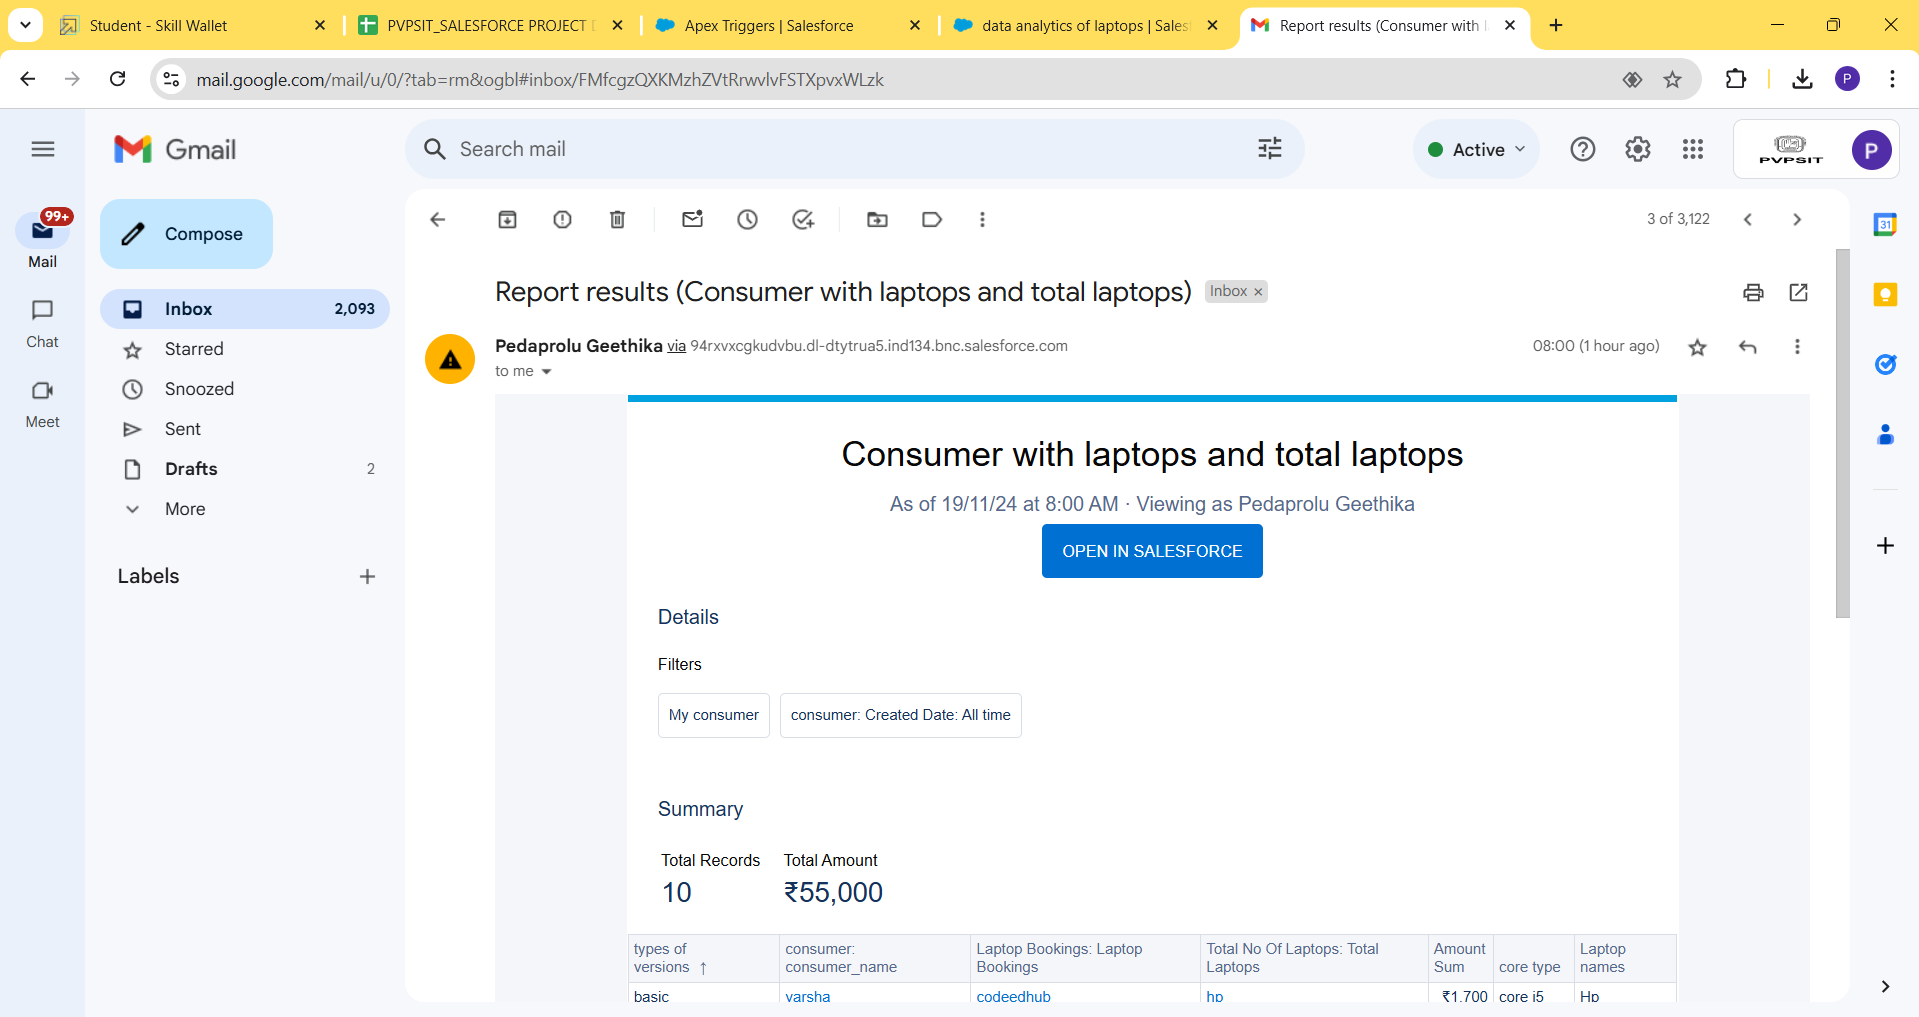 Student - Skill Wallet
PVPSIT_SALESFORCE PROJECT
Apex Triggers | Salesforce
data analytics of laptops | Sales
Report results (Consumer with l
mail.google.com/mail/u/0/?tab=rm&ogbl#inbox/FMfcgzQXKMzhZVtRrwvlvFSTXpvxWLzk
P
Gmail
Search mail
Active
PVPSIT
P
99+
Mail
Chat
Meet
Compose
Inbox 2,093
Starred
Snoozed
Sent
Drafts 2
More
Labels
3 of 3,122
31
Report results (Consumer with laptops and total laptops) Inbox
Pedaprolu Geethika via 94rxvxcgkudvbu.dl-dtytrua5.ind134.bnc.salesforce.com 08:00 (1 hour ago)
to me
Consumer with laptops and total laptops
As of 19/11/24 at 8:00 AM · Viewing as Pedaprolu Geethika
OPEN IN SALESFORCE
Details
Filters
My consumer consumer: Created Date: All time
Summary
Total Records Total Amount
10 ₹55,000
types of versions ↑ consumer: consumer_name Laptop Bookings: Laptop Bookings Total No Of Laptops: Total Laptops Amount Sum core type Laptop names
basic varsha codeedhub hp ₹1,700 core i5 Hp